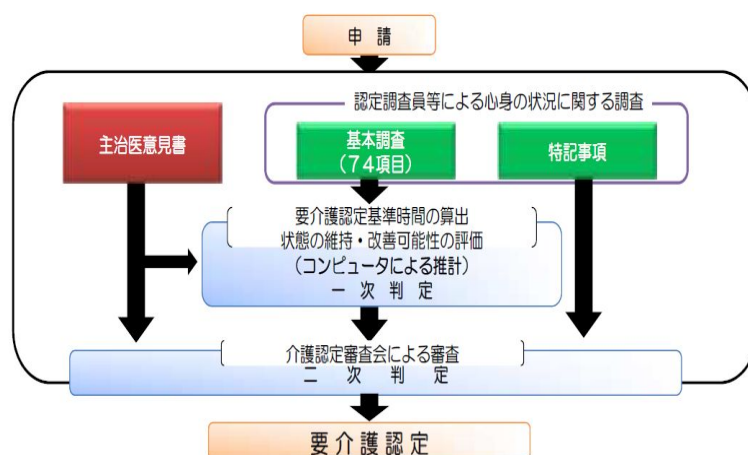 申 請
認定調査員等による心身の状況に関する調査
主治医意見書
基本調査
(74項目)
特記事項
要介護認定基準時間の算出
状態の維持・改善可能性の評価
(コンピュータによる推計)
一 次 判 定
介護認定審査会による審査
二 次 判 定
要 介 護 認 定